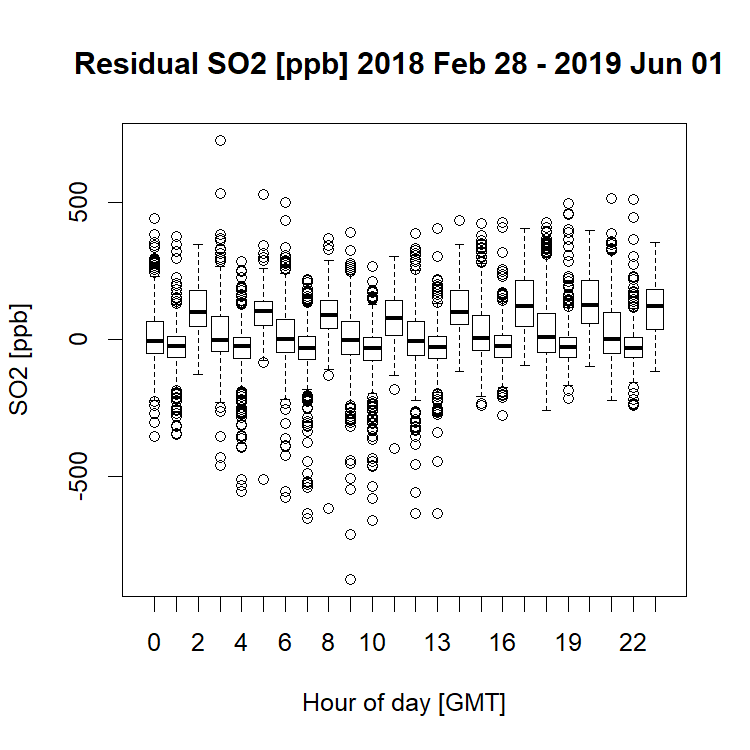 Residual SO2 [ppb] 2018 Feb 28 - 2019 Jun 01
SO2 [ppb]
500
0
-500
0 2 4 6 8 10 13 16 19 22
Hour of day [GMT]